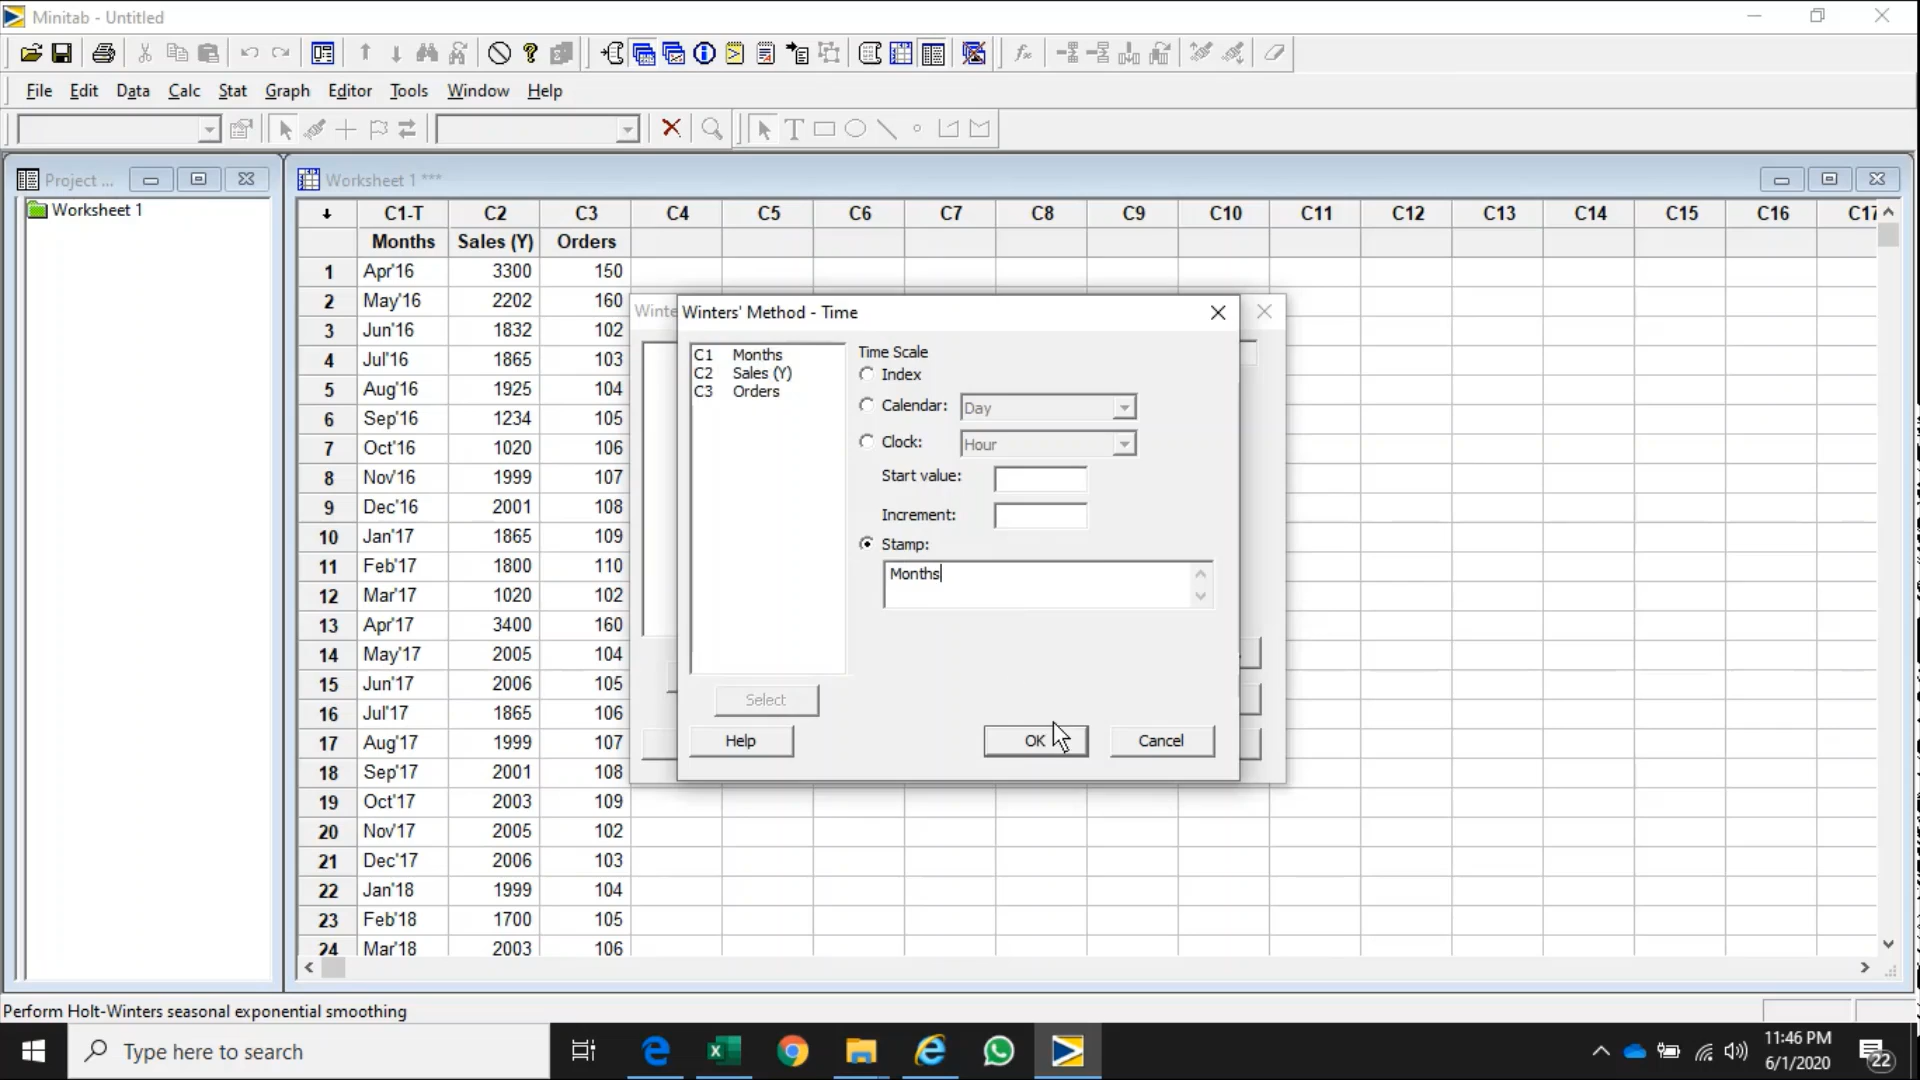 Minitab - Untitled
File Edit Data Calc Stat Graph Editor Tools Window Help
Project ...
Worksheet 1 ***
Worksheet 1
C1-T C2 C3 C4 C5 C6 C7 C8 C9 C10 C11 C12 C13 C14 C15 C16 C17
Months Sales (Y) Orders
1 Apr'16 3300 150
2 May'16 2202 160
3 Jun'16 1832 102
4 Jul'16 1865 103
5 Aug'16 1925 104
6 Sep'16 1234 105
7 Oct'16 1020 106
8 Nov'16 1999 107
9 Dec'16 2001 108
10 Jan'17 1865 109
11 Feb'17 1800 110
12 Mar'17 1020 102
13 Apr'17 3400 160
14 May'17 2005 104
15 Jun'17 2006 105
16 Jul'17 1865 106
17 Aug'17 1999 107
18 Sep'17 2001 108
19 Oct'17 2003 109
20 Nov'17 2005 102
21 Dec'17 2006 103
22 Jan'18 1999 104
23 Feb'18 1700 105
24 Mar'18 2003 106
Winte
Winters' Method - Time
C1 Months
C2 Sales (Y)
C3 Orders
Time Scale
Index
Calendar: Day
Clock: Hour
Start value:
Increment:
Stamp:
Months
Select
Help OK Cancel
Perform Holt-Winters seasonal exponential smoothing
Type here to search
11:46 PM
6/1/2020
22